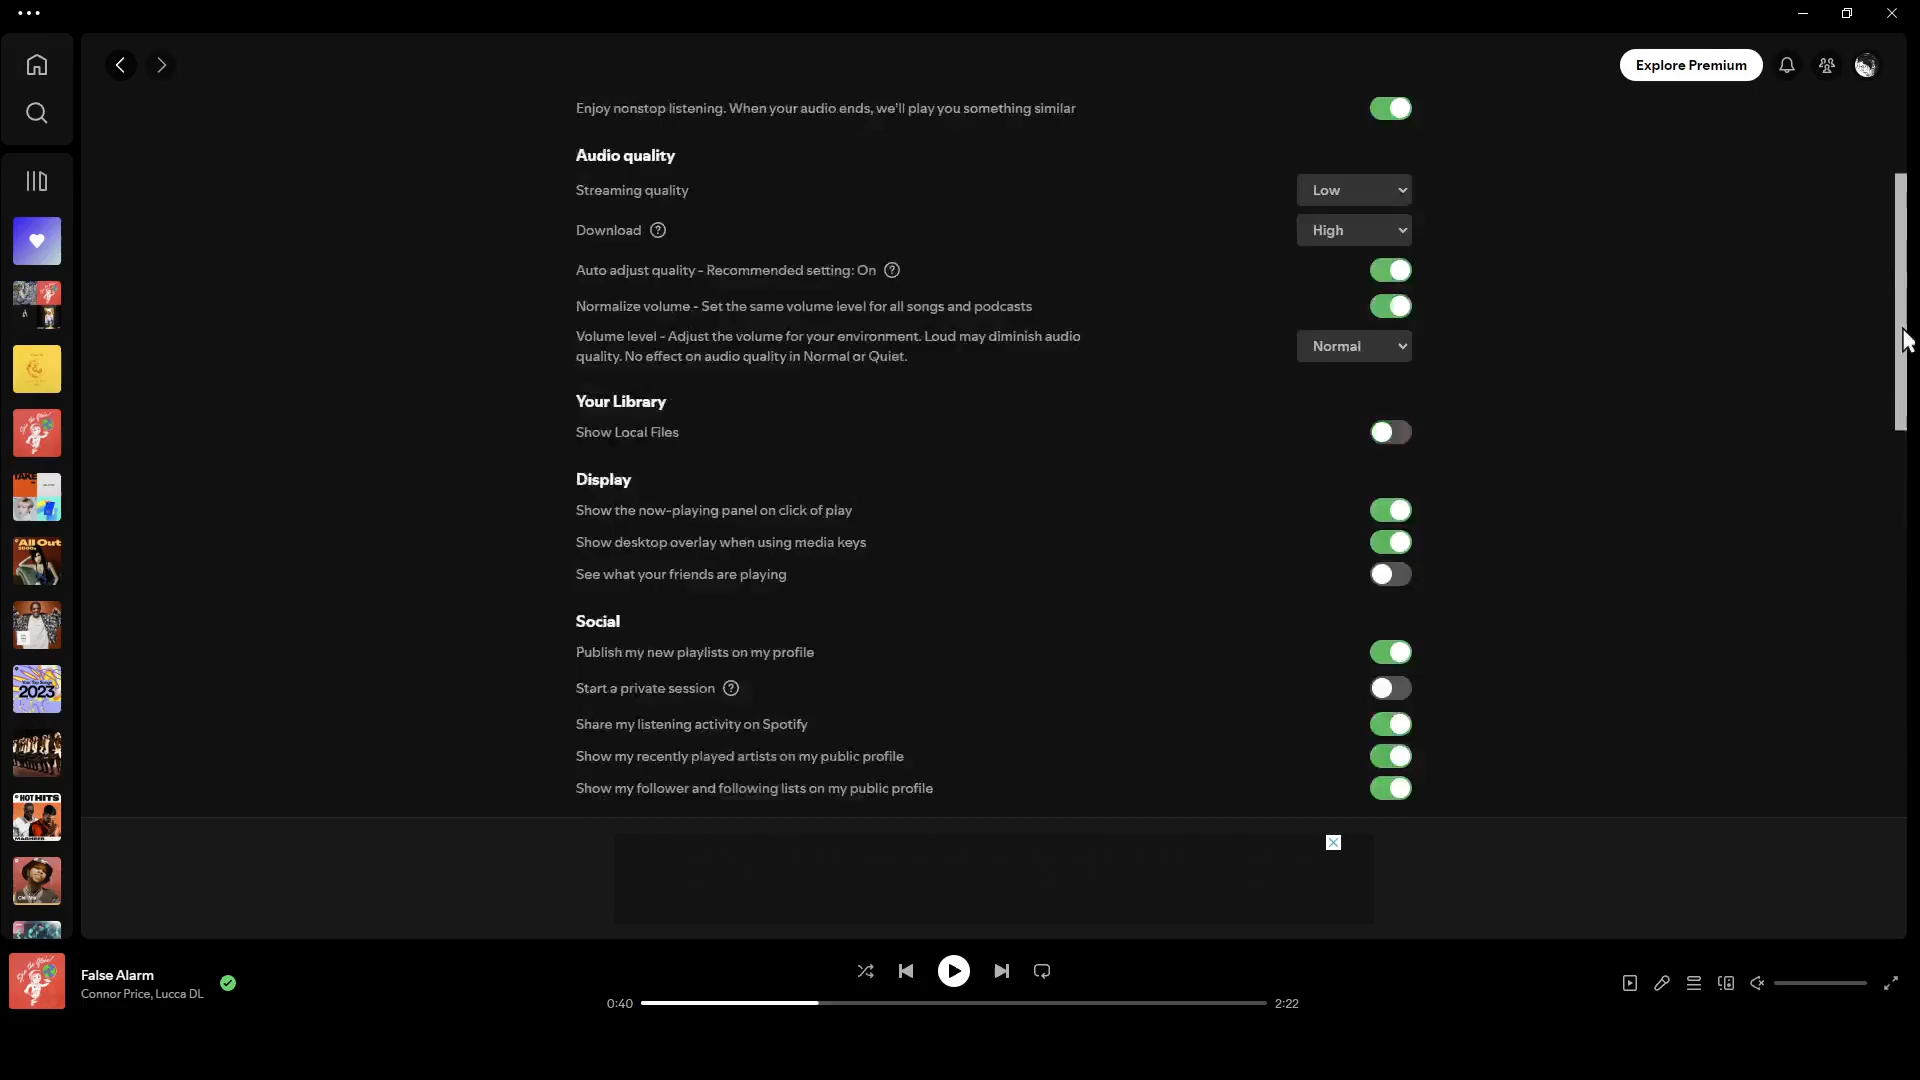 Explore Premium
Enjoy nonstop listening. When your audio ends, we'll play you something similar
Audio quality
Streaming quality
Low
Download
High
Auto adjust quality - Recommended setting: On
Normalize volume - Set the same volume level for all songs and podcasts
Volume level - Adjust the volume for your environment. Loud may diminish audio
quality. No effect on audio quality in Normal or Quiet.
Normal
Your Library
Show Local Files
Display
Show the now-playing panel on click of play
Show desktop overlay when using media keys
See what your friends are playing
Social
Publish my new playlists on my profile
Start a private session
Share my listening activity on Spotify
Show my recently played artists on my public profile
Show my follower and following lists on my public profile
All Out
2000s
2023
HOT HITS
False Alarm
Connor Price, Lucca DL
0:40
2:22